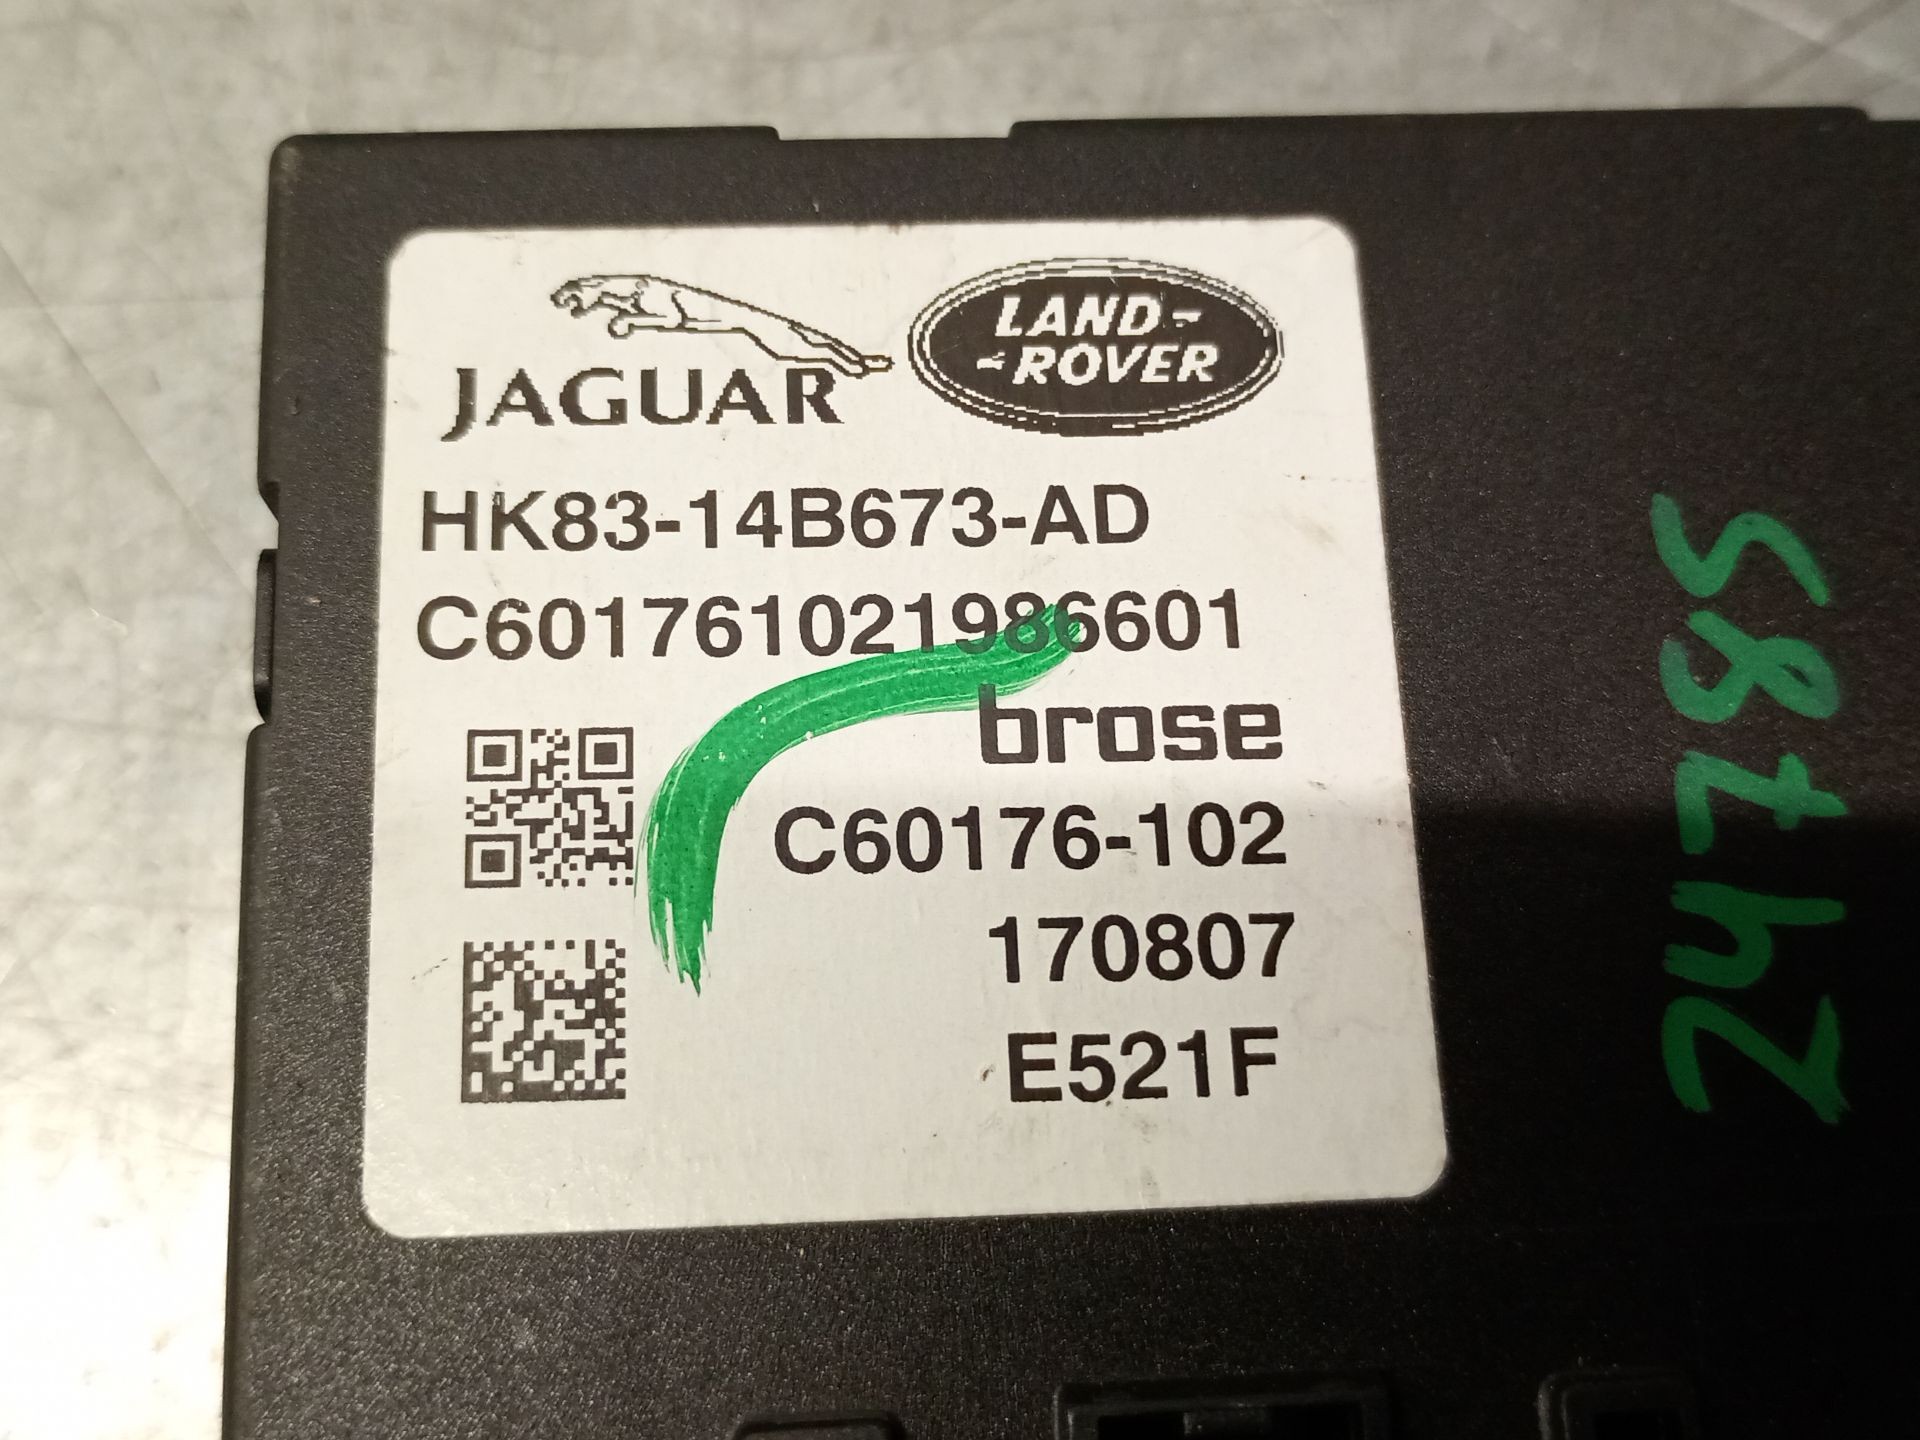 JAGUAR
LAND-
-ROVER
HK83-14B673-AD
C601761021986601
brose
C60176-102
170807
E521F
24785